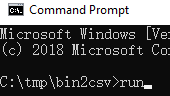 Command Prompt
Microsoft Windows [Ve
(c) 2018 Microsoft Co
C:\tmp\bin2csv>run